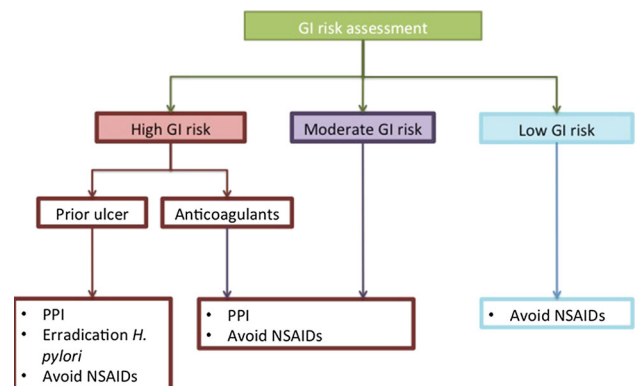 GI risk assessment
High GI risk
Moderate GI risk
Low GI risk
Prior ulcer
Anticoagulants
• PPI
• Erradication H.
pylori
• Avoid NSAIDs
• PPI
• Avoid NSAIDs
• Avoid NSAIDs